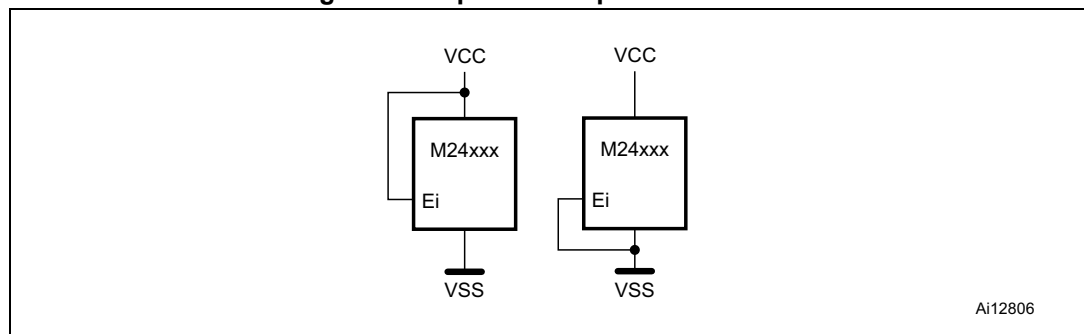 VCC VCC
M24xxx M24xxx
Ei Ei
VSS VSS
Ai12806